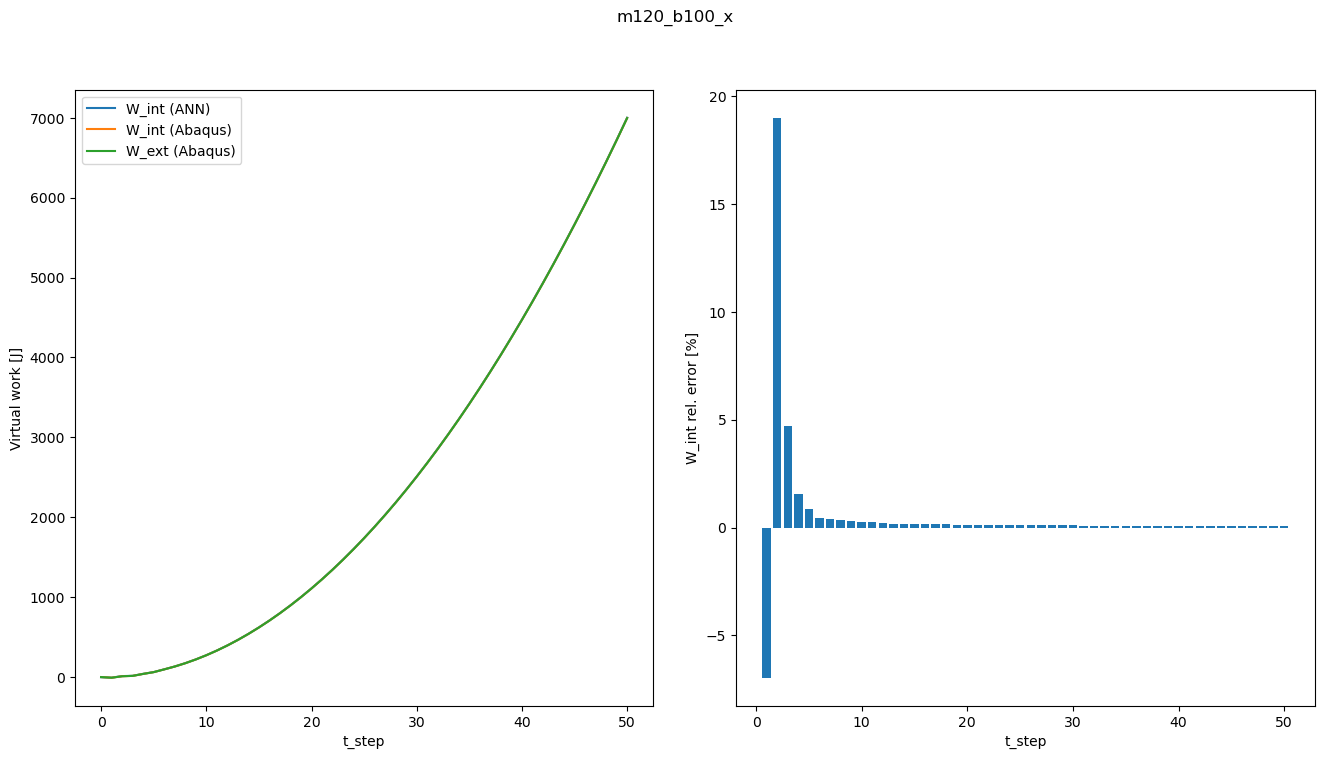 m120_b100_x
W_int (ANN)
W_int (Abaqus)
W_ext (Abaqus)
Virtual work [J]
7000
6000
5000
4000
3000
2000
1000
0
0 10 20 30 40 50
t_step
W_int rel. error [%]
20
15
10
5
0
−5
0 10 20 30 40 50
t_step